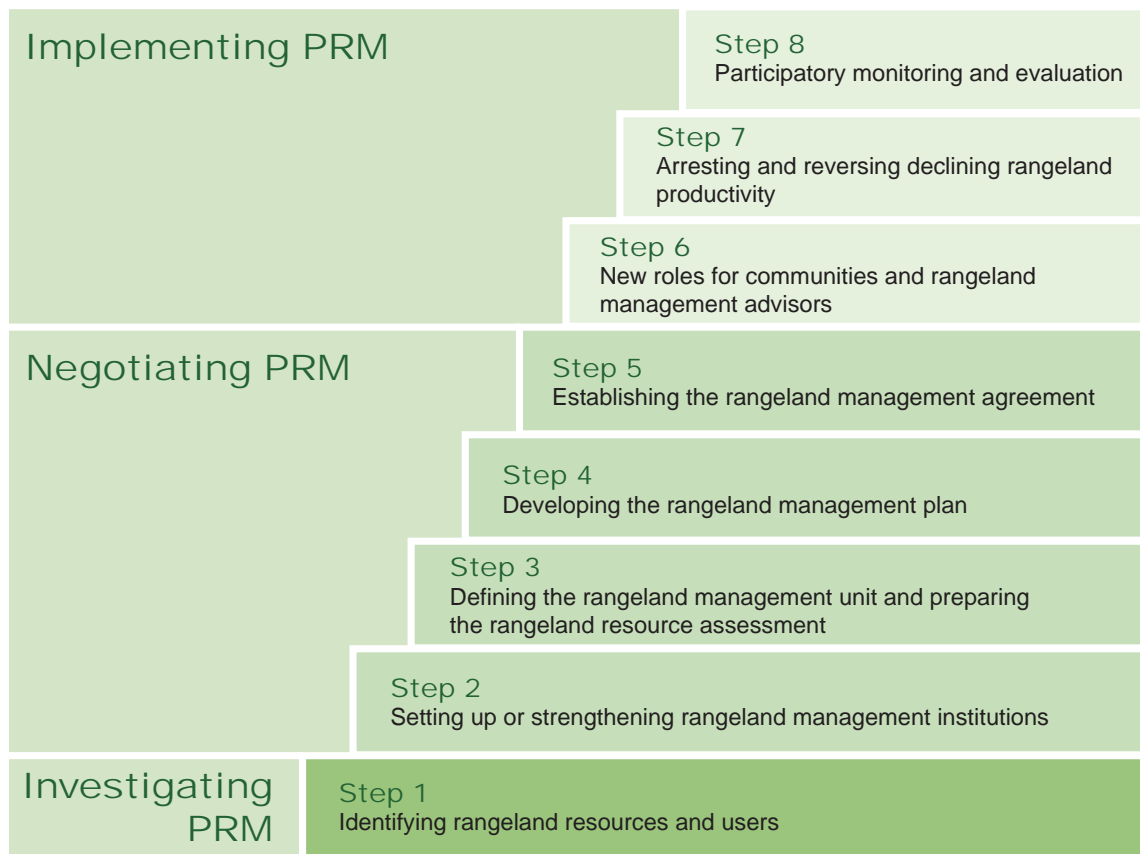 Implementing PRM
Step 8
Participatory monitoring and evaluation
Step 7
Arresting and reversing declining rangeland
productivity
Step 6
New roles for communities and rangeland
management advisors
Negotiating PRM
Step 5
Establishing the rangeland management agreement
Step 4
Developing the rangeland management plan
Step 3
Defining the rangeland management unit and preparing
the rangeland resource assessment
Step 2
Setting up or strengthening rangeland management institutions
Investigating
PRM
Step 1
Identifying rangeland resources and users